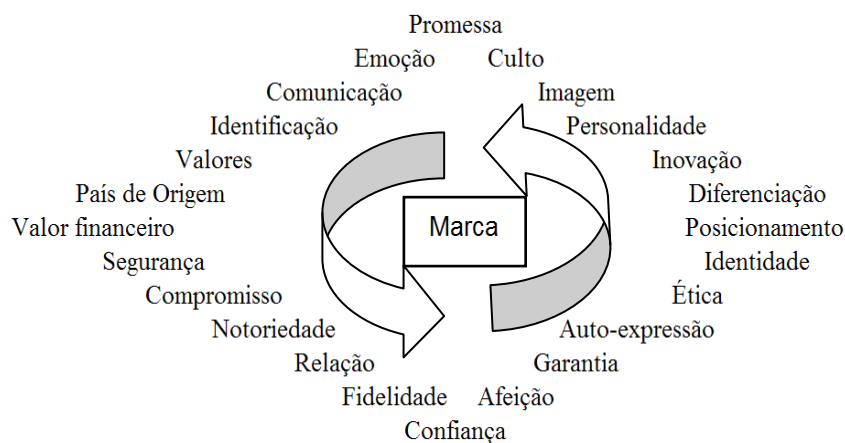 Promessa
Emoção Culto
Comunicação Imagem
Identificação Personalidade
Valores Inovação
País de Origem Diferenciação
Valor financeiro Marca Posicionamento
Segurança Identidade
Compromisso Ética
Notoriedade Auto-expressão
Relação Garantia
Fidelidade Afeição
Confiança